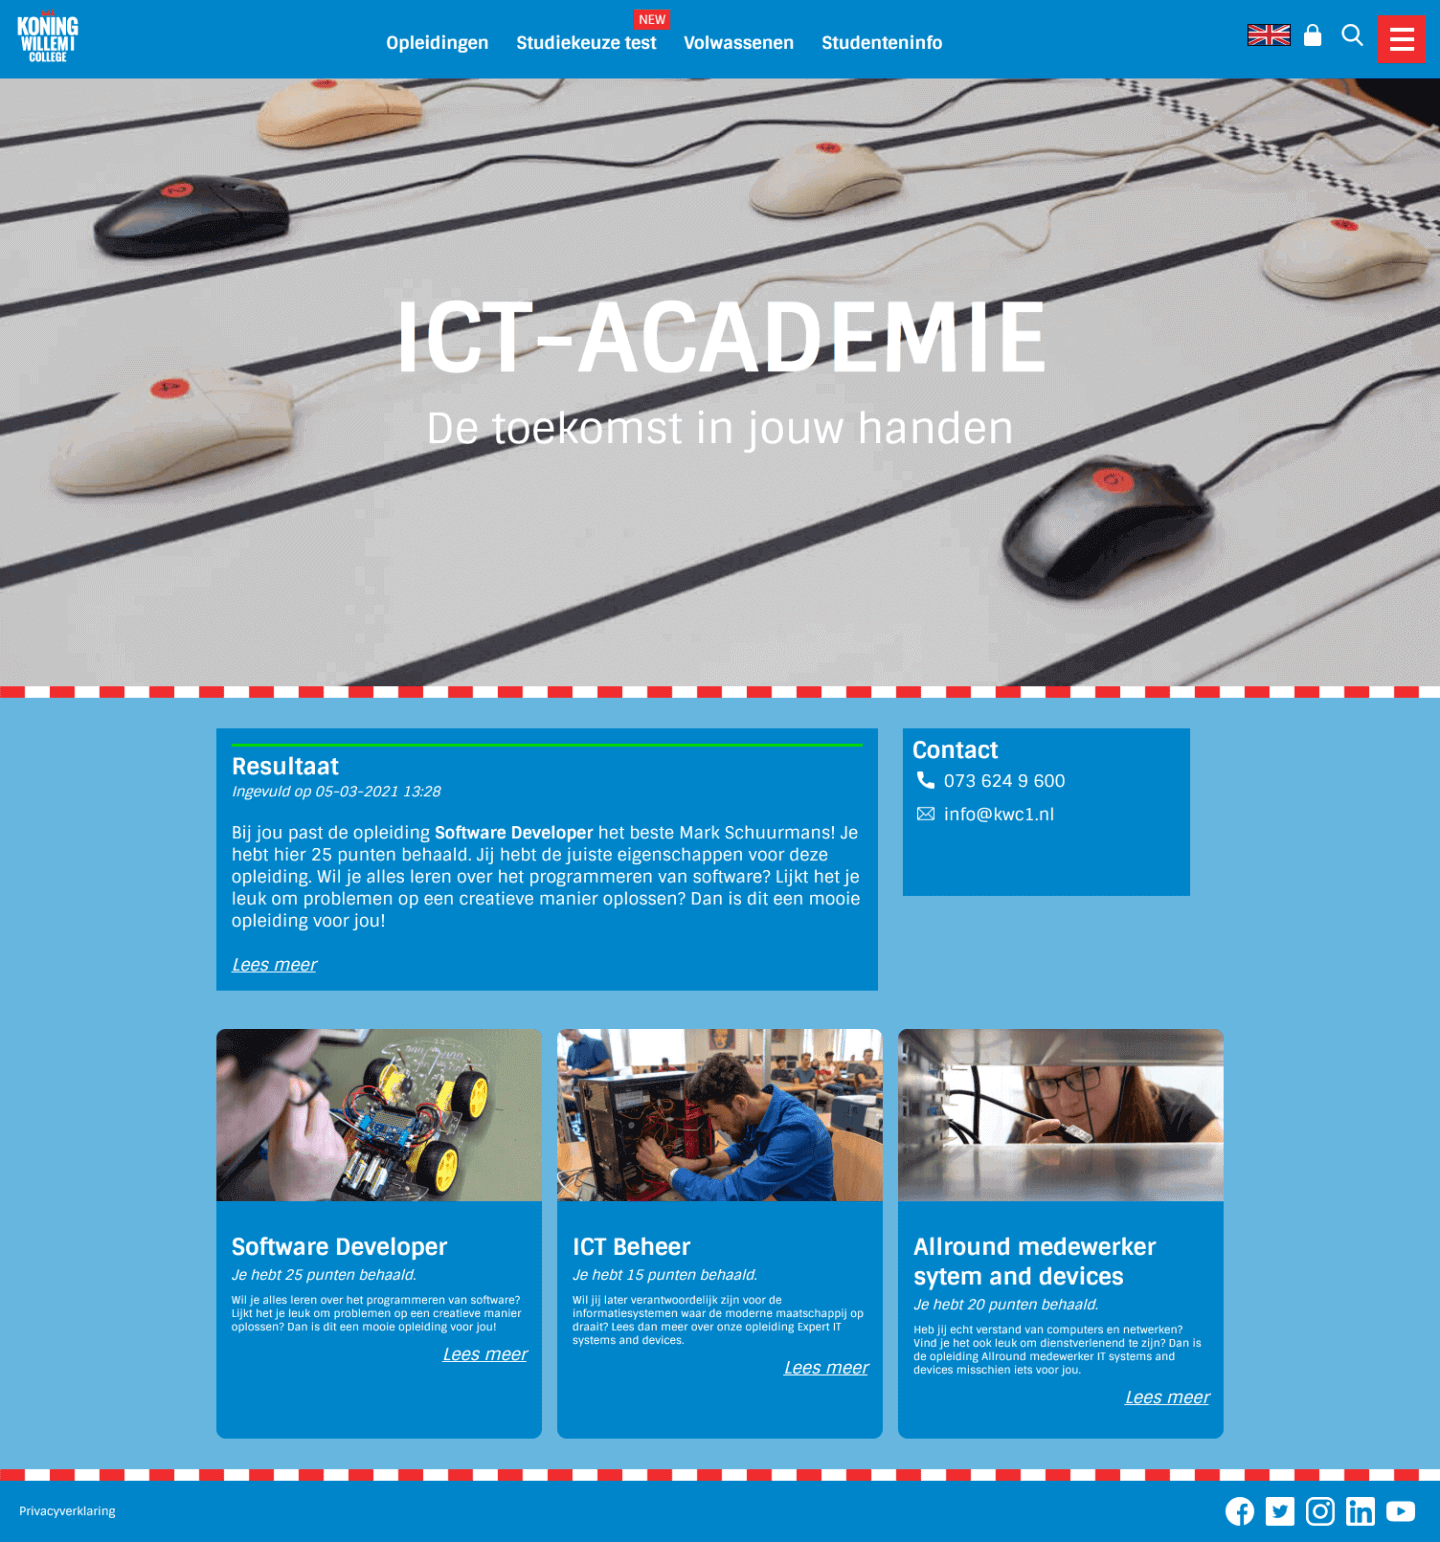 KONING
WILLEM I
COLLEGE
NEW
Opleidingen Studiekeuze test Volwassenen Studenteninfo
ICT-ACADEMIE
De toekomst in jouw handen
Resultaat
Ingevuld op 05-03-2021 13:28
Bij jou past de opleiding Software Developer het beste Mark Schuurmans! Je
hebt hier 25 punten behaald. Jij hebt de juiste eigenschappen voor deze
opleiding. Wil je alles leren over het programmeren van software? Lijkt het je
leuk om problemen op een creatieve manier oplossen? Dan is dit een mooie
opleiding voor jou!
Lees meer
Contact
073 624 9 600
info@kwc1.nl
Software Developer
Je hebt 25 punten behaald.
Wil je alles leren over het programmeren van software?
Lijkt het je leuk om problemen op een creatieve manier
oplossen? Dan is dit een mooie opleiding voor jou!
Lees meer
ICT Beheer
Je hebt 15 punten behaald.
Wil jij later verantwoordelijk zijn voor de
informatiesystemen waar de moderne maatschappij op
draait? Lees dan meer over onze opleiding Expert IT
systems and devices.
Lees meer
Allround medewerker
sytem and devices
Je hebt 20 punten behaald.
Heb jij echt verstand van computers en netwerken?
Vind je het ook leuk om dienstverlenend te zijn? Dan is
de opleiding Allround medewerker IT systems and
devices misschien iets voor jou.
Lees meer
Privacyverklaring